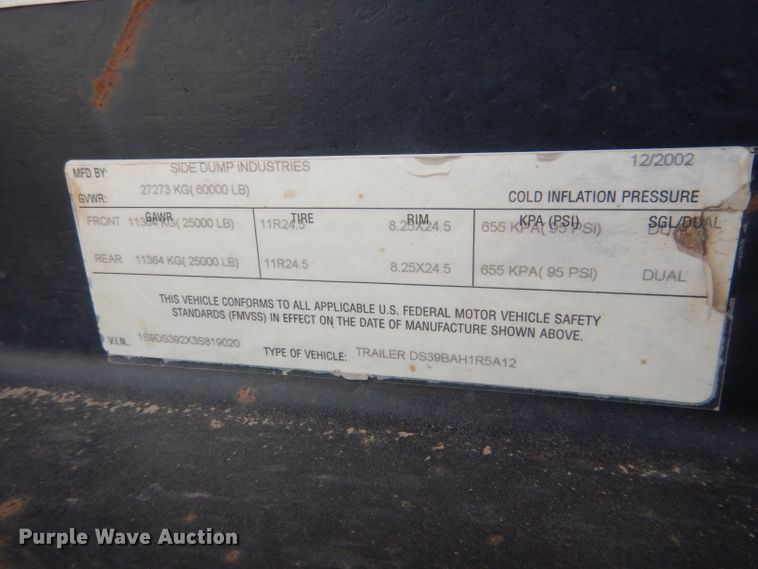 MFD BY: SIDE DUMP INDUSTRIES 12/2002
GVWR: 27273 KG( 60000 LB) COLD INFLATION PRESSURE
GAWR TIRE RIM KPA (PSI) SGL/DUAL
FRONT 11364 KG( 25000 LB) 11R24.5 8.25X24.5 655 KPA( 95 PSI) DUAL
REAR 11364 KG( 25000 LB) 11R24.5 8.25X24.5 655 KPA( 95 PSI) DUAL
THIS VEHICLE CONFORMS TO ALL APPLICABLE U.S. FEDERAL MOTOR VEHICLE SAFETY
STANDARDS (FMVSS) IN EFFECT ON THE DATE OF MANUFACTURE SHOWN ABOVE.
V.I.N.. 1S9DS392X3S819020 TYPE OF VEHICLE: TRAILER DS39BAH1R5A12
Purple Wave Auction